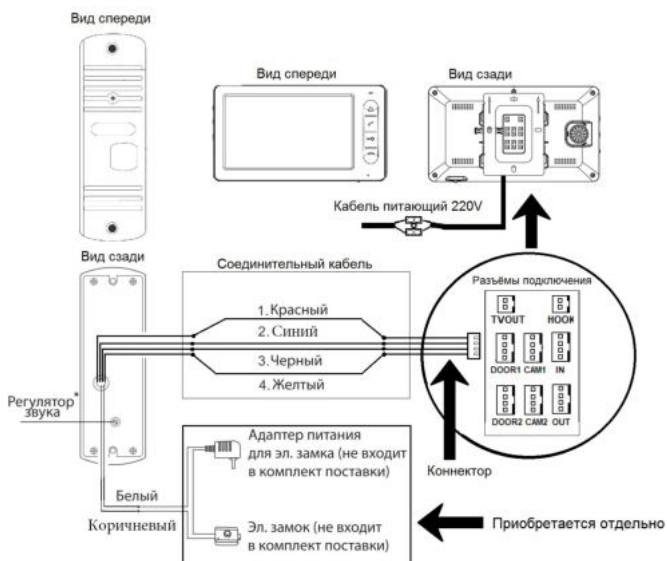 Вид спереди
Вид спереди
Вид сзади
Кабель питающий 220V
Вид сзади
Соединительный кабель
1. Красный
2. Синий
3. Черный
4. Желтый
Разъёмы подключения
TVOUT HOOK
DOOR1 CAM1 IN
DOOR2 CAM2 OUT
Регулятор*
звука
Коннектор
Адаптер питания
для эл. замка (не входит
в комплект поставки)
Белый
Коричневый
Эл. замок (не входит
в комплект поставки)
Приобретается отдельно